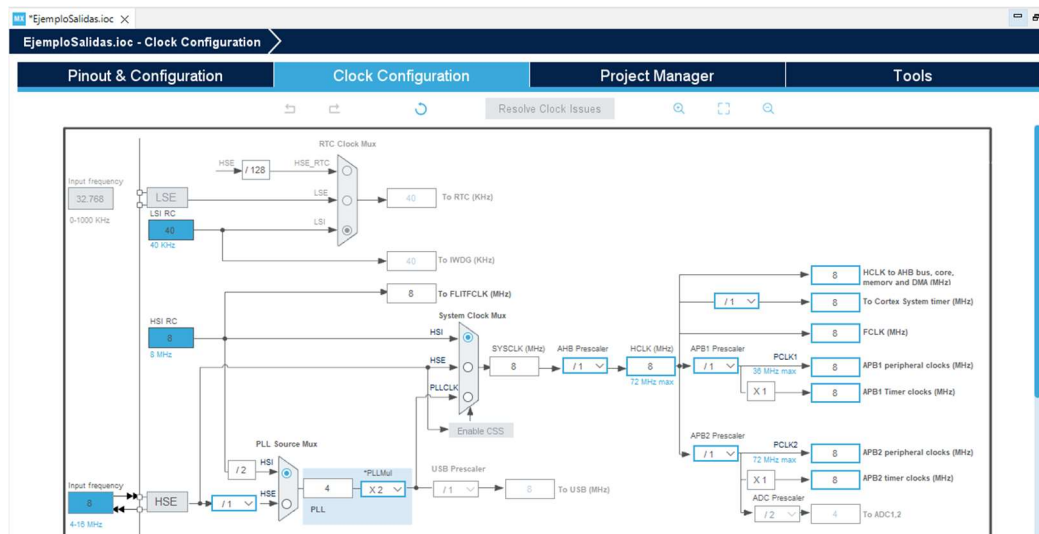 MX *EjemploSalidas.ioc ×
EjemploSalidas.ioc - Clock Configuration
Pinout & Configuration Clock Configuration Project Manager Tools
Resolve Clock Issues
RTC Clock Mux
HSE / 128 HSE_RTC
Input frequency
32.768 LSE LSE 40 To RTC (KHz)
0-1000 KHz
LSI RC
40 LSI
40 KHz
40 To IWDG (KHz)
8 To FLITFCLK (MHz)
System Clock Mux
HSI RC
8 HSI
8 MHz
HSE
PLLCLK
Enable CSS
SYSCLK (MHz) AHB Prescaler HCLK (MHz) APB1 Prescaler
8 / 1 8 / 1
72 MHz max
8 HCLK to AHB bus, core,
memory and DMA (MHz)
/ 1 8 To Cortex System timer (MHz)
8 FCLK (MHz)
PCLK1
36 MHz max
8 APB1 peripheral clocks (MHz)
X 1 8 APB1 Timer clocks (MHz)
APB2 Prescaler
/ 1 PCLK2
72 MHz max
8 APB2 peripheral clocks (MHz)
X 1 8 APB2 timer clocks (MHz)
ADC Prescaler
/ 2 4 To ADC1,2
PLL Source Mux
/ 2 HSI
*PLLMul USB Prescaler
4 X 2 / 1 8 To USB (MHz)
PLL
Input frequency
8 HSE / 1 HSE
4-16 MHz